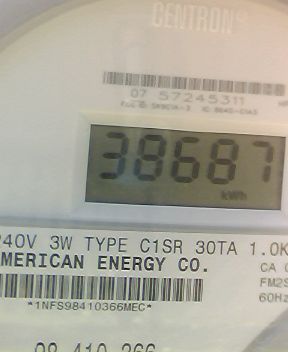 CENTRON®
07 57245311
38687
kWh
240V 3W TYPE C1SR 30TA 1.0K
AMERICAN ENERGY CO.
CA
FM2S
60Hz
*1NFS98410366MEC*
98 410 366